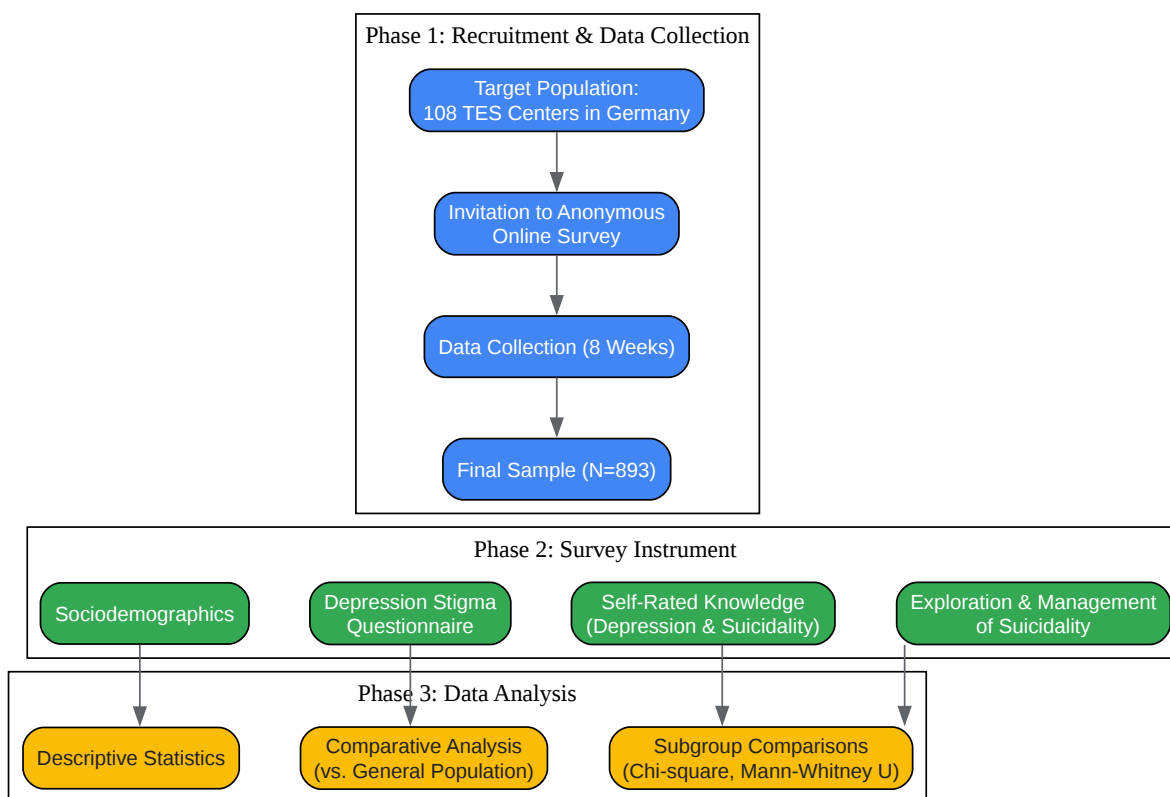 Phase 1: Recruitment & Data Collection
Target Population:
108 TES Centers in Germany
Invitation to Anonymous
Online Survey
Data Collection (8 Weeks)
Final Sample (N=893)
Phase 2: Survey Instrument
Sociodemographics
Depression Stigma
Questionnaire
Self-Rated Knowledge
(Depression & Suicidality)
Exploration & Management
of Suicidality
Phase 3: Data Analysis
Descriptive Statistics
Comparative Analysis
(vs. General Population)
Subgroup Comparisons
(Chi-square, Mann-Whitney U)